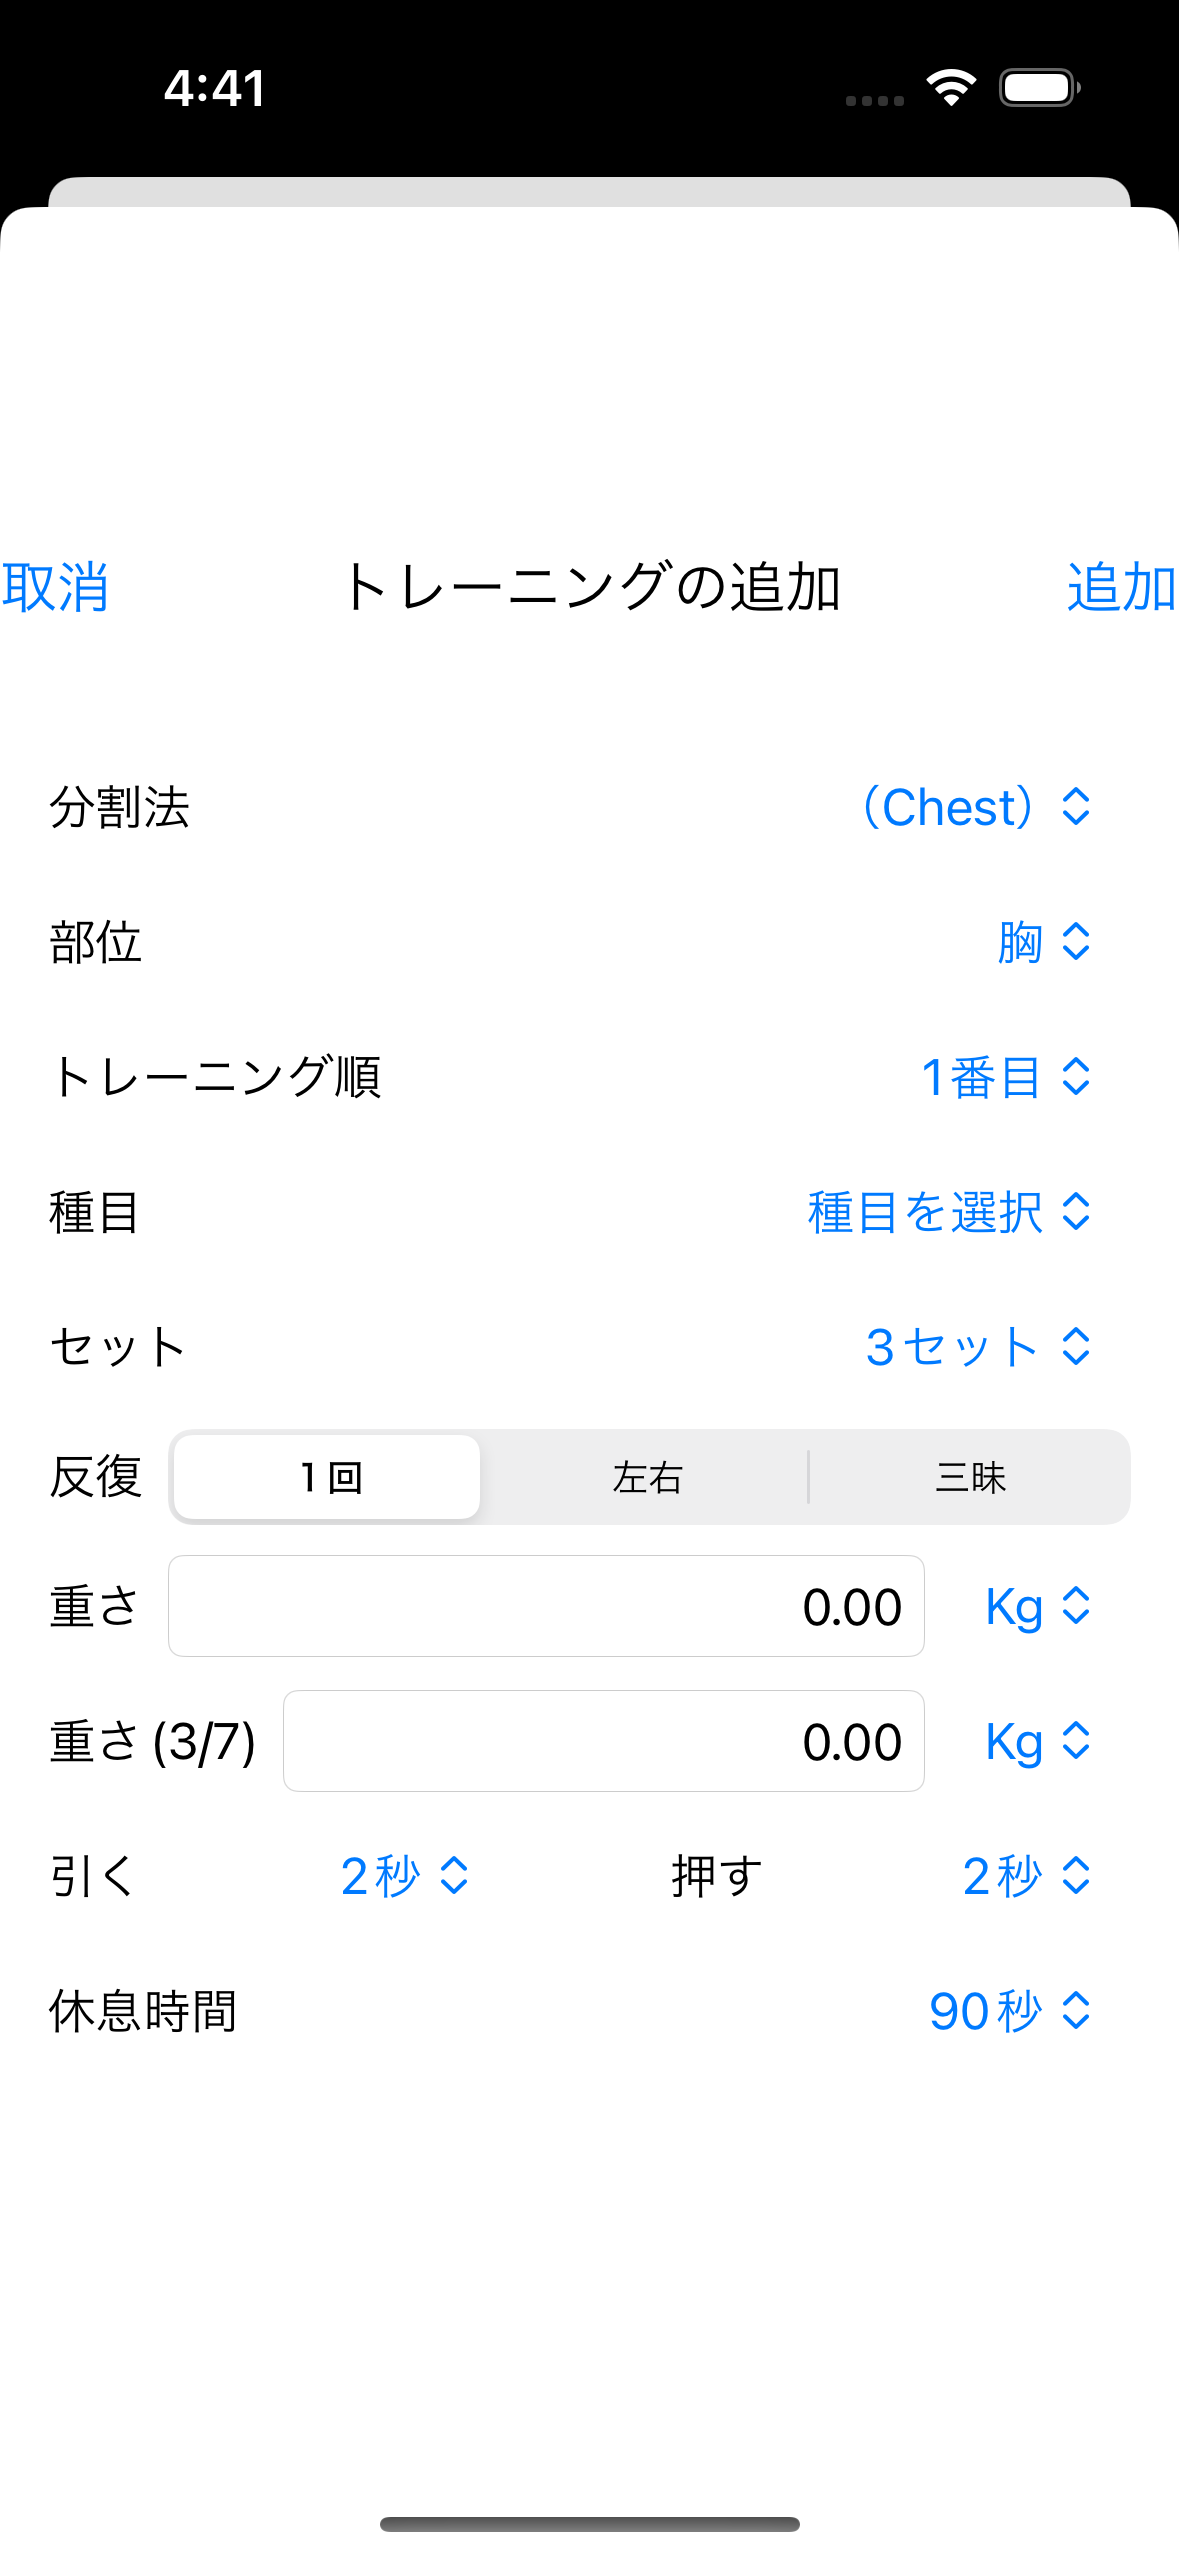 4:41
取消 トレーニングの追加 追加
分割法 （Chest）
部位 胸
トレーニング順 1番目
種目 種目を選択
セット 3セット
反復 1 回 左右 三昧
重さ 0.00 Kg
重さ (3/7) 0.00 Kg
引く 2秒 押す 2秒
休息時間 90秒